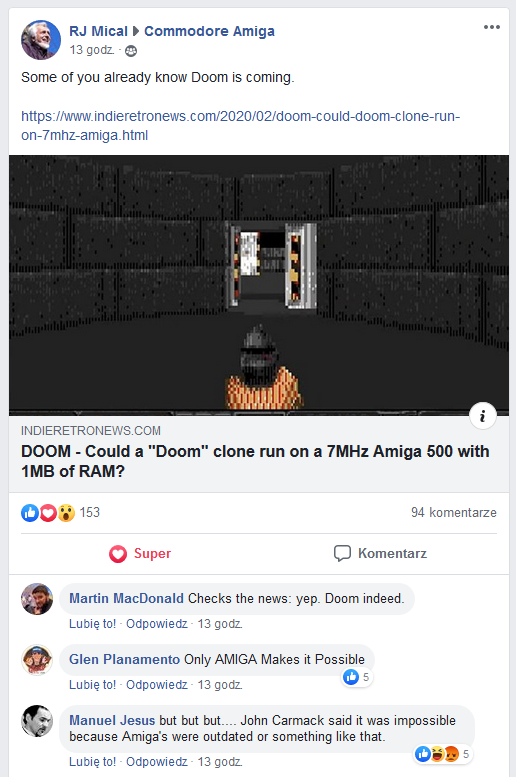 RJ Mical Commodore Amiga
13 godz. ·
Some of you already know Doom is coming.
https://www.indieretronews.com/2020/02/doom-could-doom-clone-run-
on-7mhz-amiga.html
i
INDIERETRONEWS.COM
DOOM - Could a "Doom" clone run on a 7MHz Amiga 500 with
1MB of RAM?
153 94 komentarze
Super Komentarz
Martin MacDonald Checks the news: yep. Doom indeed.
Lubię to! · Odpowiedz · 13 godz.
Glen Planamento Only AMIGA Makes it Possible
5
Lubię to! · Odpowiedz · 13 godz.
Manuel Jesus but but but.... John Carmack said it was impossible
because Amiga's were outdated or something like that.
5
Lubię to! · Odpowiedz · 13 godz.